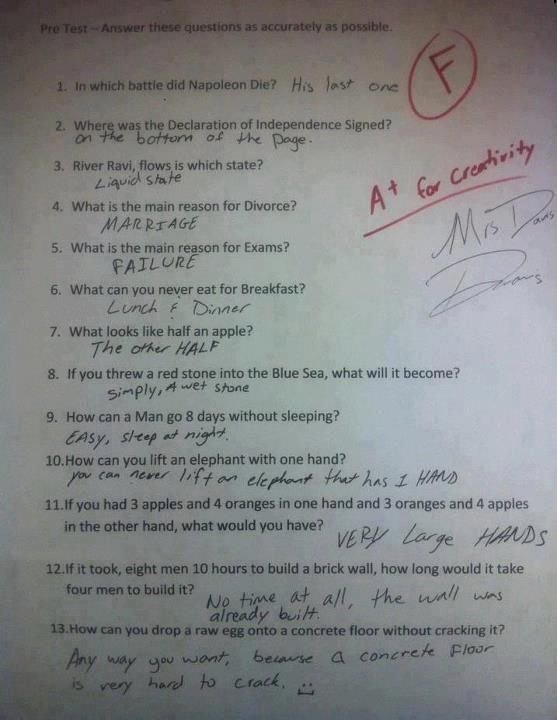 Pre Test – Answer these questions as accurately as possible.
F
1. In which battle did Napoleon Die? His last one
2. Where was the Declaration of Independence Signed?
on the bottom of the page.
A+ for Creativity
3. River Ravi, flows is which state?
Liquid state
4. What is the main reason for Divorce?
MARRIAGE
Mrs Davis
5. What is the main reason for Exams?
FAILURE
6. What can you never eat for Breakfast?
Lunch & Dinner
7. What looks like half an apple?
The other HALF
8. If you threw a red stone into the Blue Sea, what will it become?
simply, A wet stone
9. How can a Man go 8 days without sleeping?
EASY, sleep at night.
10.How can you lift an elephant with one hand?
you can never lift an elephant that has 1 HAND
11.If you had 3 apples and 4 oranges in one hand and 3 oranges and 4 apples
in the other hand, what would you have? VERY Large HANDS
12.If it took, eight men 10 hours to build a brick wall, how long would it take
four men to build it? No time at all, the wall was
already built.
13.How can you drop a raw egg onto a concrete floor without cracking it?
Any way you want, because a concrete Floor
is very hard to crack.